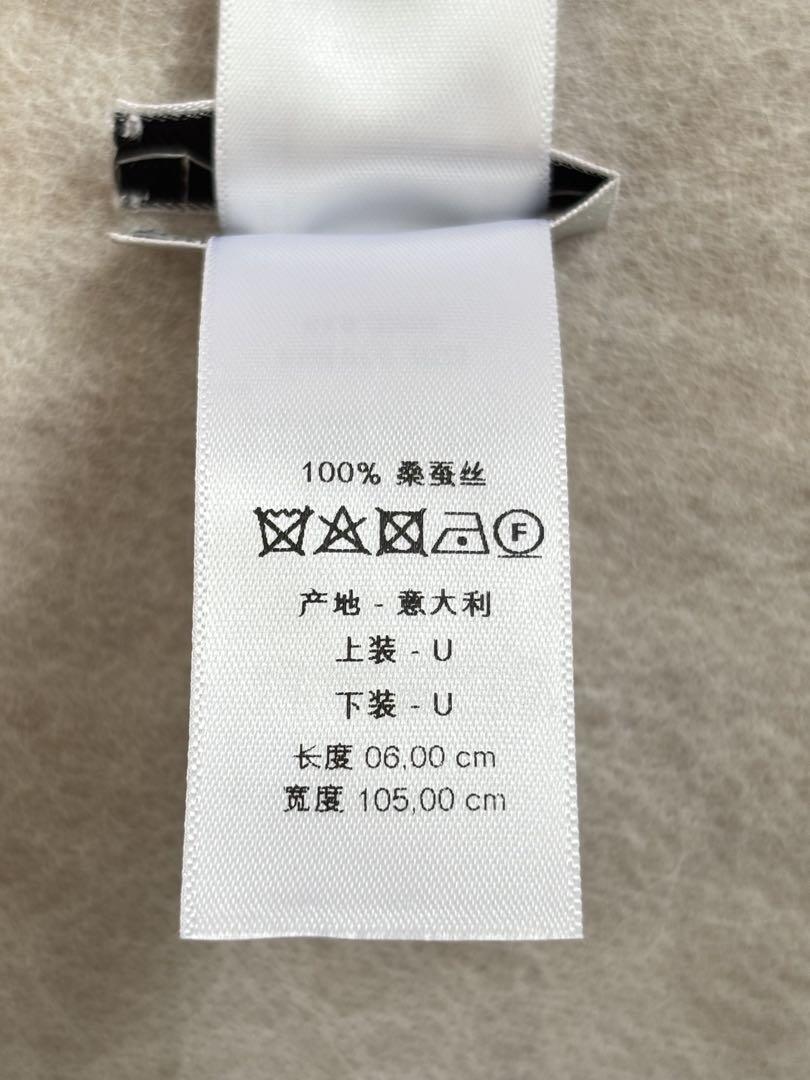 100% 桑蚕丝
F
产地 - 意大利
上装 - U
下装 - U
长度 06,00 cm
宽度 105,00 cm